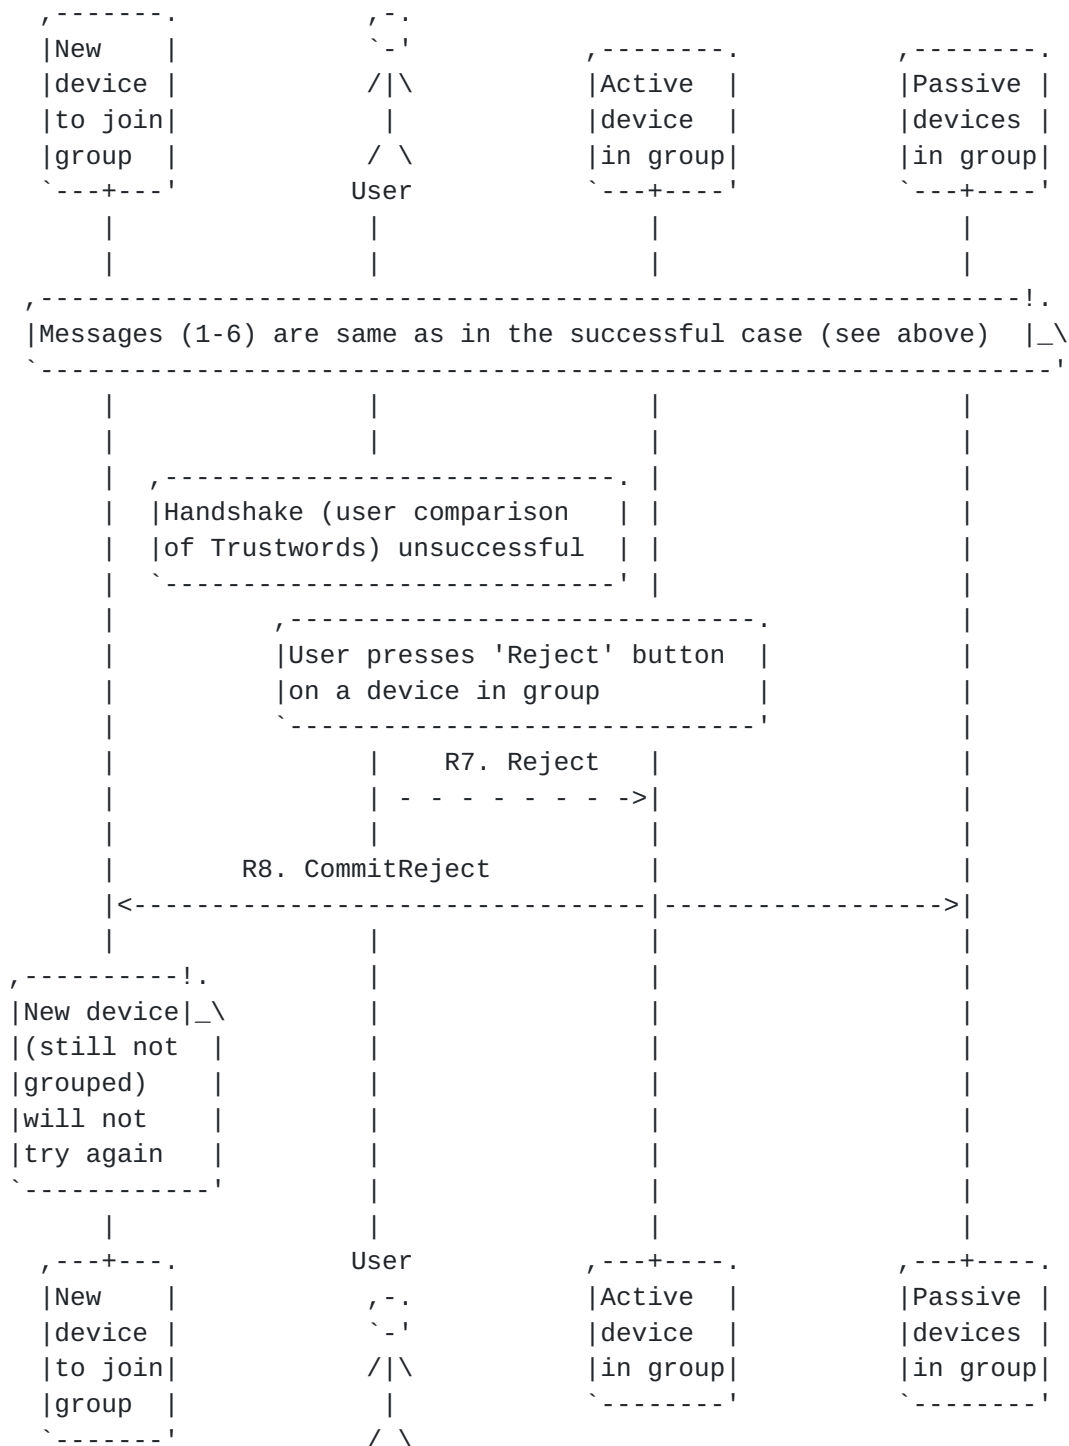 New
device
to join
group
User
Active
device
in group
Passive
devices
in group
Messages (1-6) are same as in the successful case (see above)
Handshake (user comparison
of Trustwords) unsuccessful
User presses 'Reject' button
on a device in group
R7. Reject
R8. CommitReject
New device
(still not
grouped)
will not
try again
User
New
device
to join
group
Active
device
in group
Passive
devices
in group